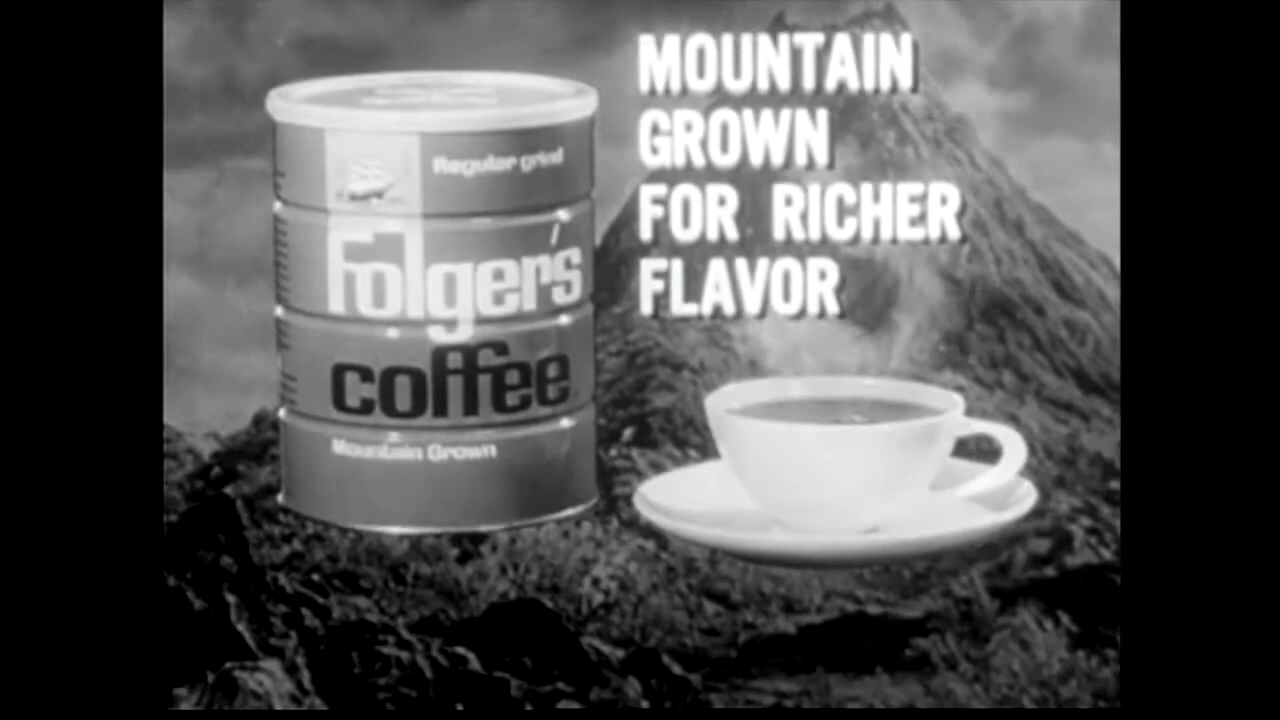 MOUNTAIN
GROWN
FOR RICHER
FLAVOR
Regular grind
Folger's
coffee
Mountain Grown